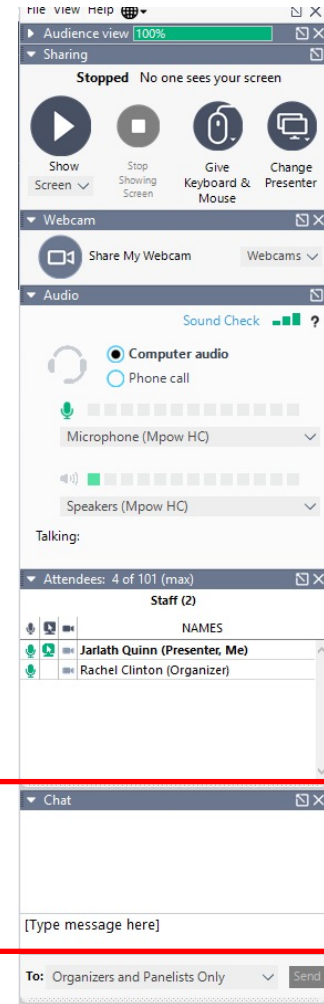 File View Help
Audience view 100%
Sharing
Stopped No one sees your screen
Show Screen
Stop Showing Screen
Give Keyboard & Mouse
Change Presenter
Webcam
Share My Webcam Webcams
Audio
Sound Check ?
Computer audio
Phone call
Microphone (Mpow HC)
Speakers (Mpow HC)
Talking:
Attendees: 4 of 101 (max)
Staff (2)
NAMES
Jarlath Quinn (Presenter, Me)
Rachel Clinton (Organizer)
Chat
[Type message here]
To: Organizers and Panelists Only Send